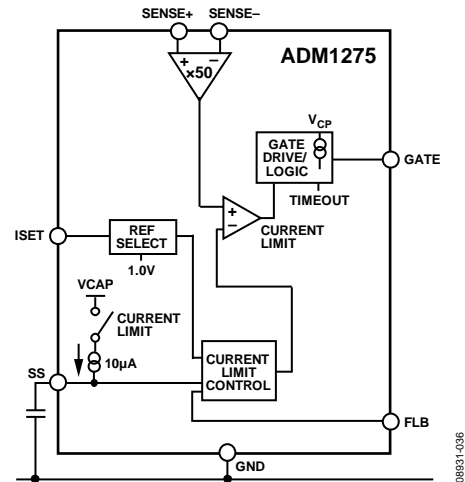 SENSE+ SENSE–
ADM1275
+ –
×50
VCP
GATE
DRIVE/
LOGIC
GATE
TIMEOUT
+
–
CURRENT
LIMIT
ISET
REF
SELECT
1.0V
VCAP
CURRENT
LIMIT
10µA
SS
CURRENT
LIMIT
CONTROL
FLB
GND
08931-036